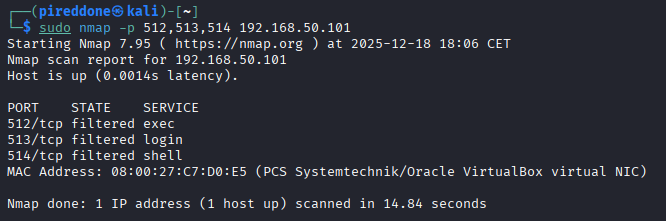 ┌──(pireddone㉿kali)-[~]
└─$ sudo nmap -p 512,513,514 192.168.50.101
Starting Nmap 7.95 ( https://nmap.org ) at 2025-12-18 18:06 CET
Nmap scan report for 192.168.50.101
Host is up (0.0014s latency).

PORT    STATE    SERVICE
512/tcp filtered exec
513/tcp filtered login
514/tcp filtered shell
MAC Address: 08:00:27:C7:D0:E5 (PCS Systemtechnik/Oracle VirtualBox virtual NIC)

Nmap done: 1 IP address (1 host up) scanned in 14.84 seconds